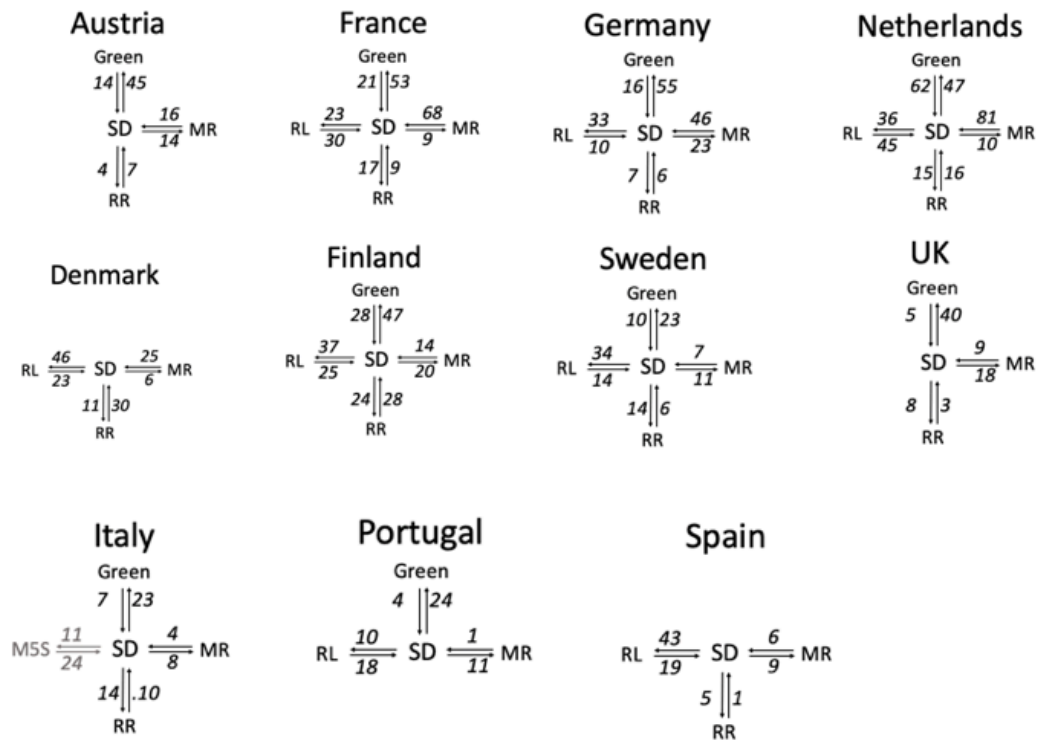 Austria
Green
14 45
16
SD MR
14
4 7
RR
France
Green
21 53
23 68
RL SD MR
30 9
17 9
RR
Germany
Green
16 55
33 46
RL SD MR
10 23
7 6
RR
Netherlands
Green
62 47
36 81
RL SD MR
45 10
15 16
RR
Denmark
46 25
RL SD MR
23 6
11 30
RR
Finland
Green
28 47
37 14
RL SD MR
25 20
24 28
RR
Sweden
Green
10 23
34 7
RL SD MR
14 11
14 6
RR
UK
Green
5 40
9
SD MR
18
8 3
RR
Italy
Green
7 23
11 4
M5S SD MR
24 8
14 .10
RR
Portugal
Green
4 24
10 1
RL SD MR
18 11
Spain
43 6
RL SD MR
19 9
5 1
RR